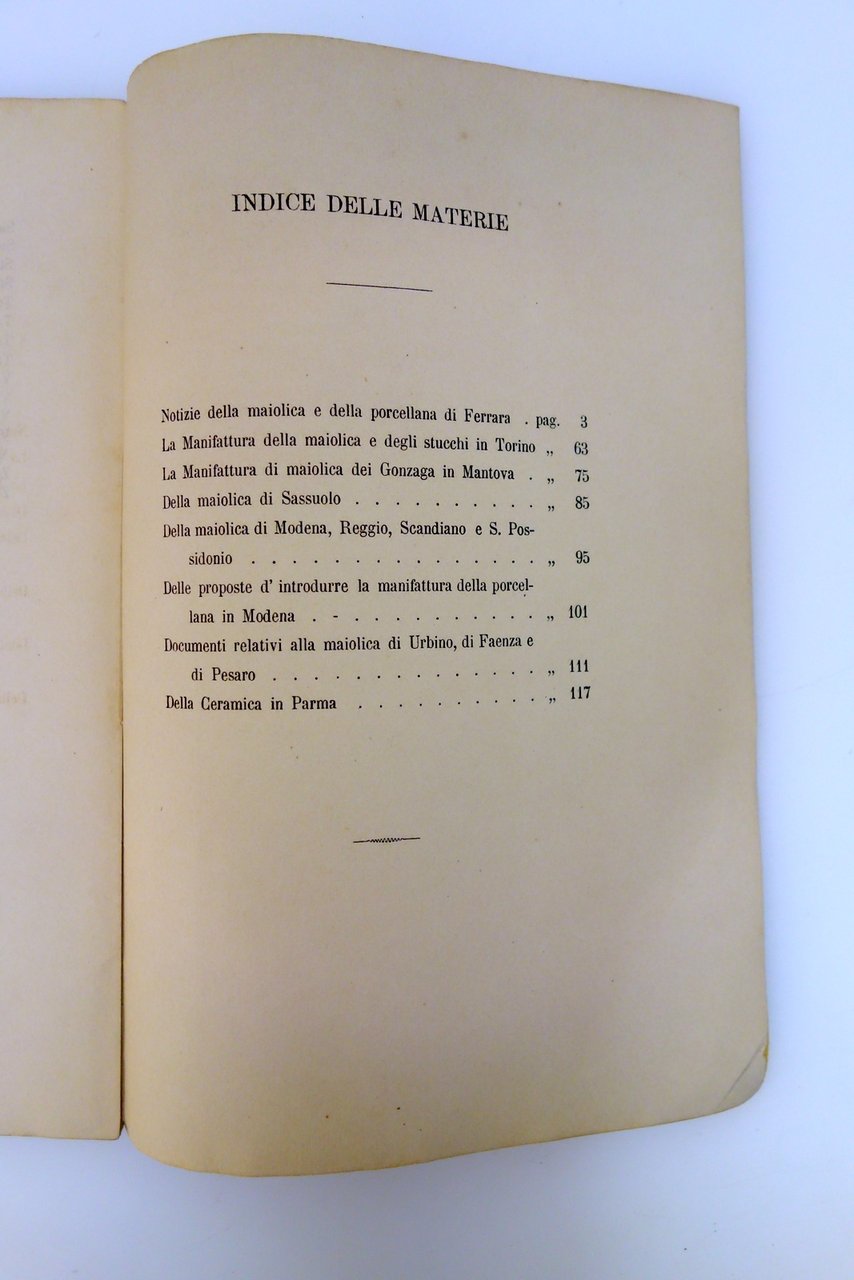 INDICE DELLE MATERIE
Notizie della maiolica e della porcellana di Ferrara . pag. 3
La Manifattura della maiolica e degli stucchi in Torino „ 63
La Manifattura di maiolica dei Gonzaga in Mantova . „ 75
Della maiolica di Sassuolo . . . . . . . . . . „ 85
Della maiolica di Modena, Reggio, Scandiano e S. Pos-
sidonio . . . . . . . . . . . . . . . „ 95
Delle proposte d' introdurre la manifattura della porcel-
lana in Modena . - . . . . . . . . . . „ 101
Documenti relativi alla maiolica di Urbino, di Faenza e
di Pesaro . . . . . . . . . . . . . . „ 111
Della Ceramica in Parma . . . . . . . . . . „ 117